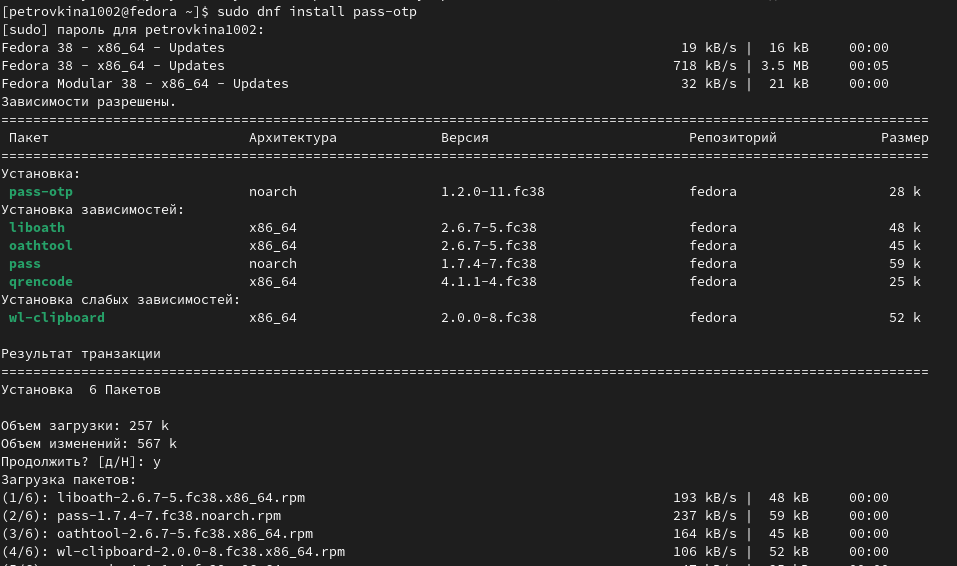 [petrovkina1002@fedora ~]$ sudo dnf install pass-otp
[sudo] пароль для petrovkina1002:
Fedora 38 - x86_64 - Updates 19 kB/s | 16 kB 00:00
Fedora 38 - x86_64 - Updates 718 kB/s | 3.5 MB 00:05
Fedora Modular 38 - x86_64 - Updates 32 kB/s | 21 kB 00:00
Зависимости разрешены.
================================================================================
Пакет Архитектура Версия Репозиторий Размер
================================================================================
Установка:
pass-otp noarch 1.2.0-11.fc38 fedora 28 k
Установка зависимостей:
liboath x86_64 2.6.7-5.fc38 fedora 48 k
oathtool x86_64 2.6.7-5.fc38 fedora 45 k
pass noarch 1.7.4-7.fc38 fedora 59 k
qrencode x86_64 4.1.1-4.fc38 fedora 25 k
Установка слабых зависимостей:
wl-clipboard x86_64 2.0.0-8.fc38 fedora 52 k
Результат транзакции
================================================================================
Установка 6 Пакетов
Объем загрузки: 257 k
Объем изменений: 567 k
Продолжить? [д/Н]: y
Загрузка пакетов:
(1/6): liboath-2.6.7-5.fc38.x86_64.rpm 193 kB/s | 48 kB 00:00
(2/6): pass-1.7.4-7.fc38.noarch.rpm 237 kB/s | 59 kB 00:00
(3/6): oathtool-2.6.7-5.fc38.x86_64.rpm 164 kB/s | 45 kB 00:00
(4/6): wl-clipboard-2.0.0-8.fc38.x86_64.rpm 106 kB/s | 52 kB 00:00